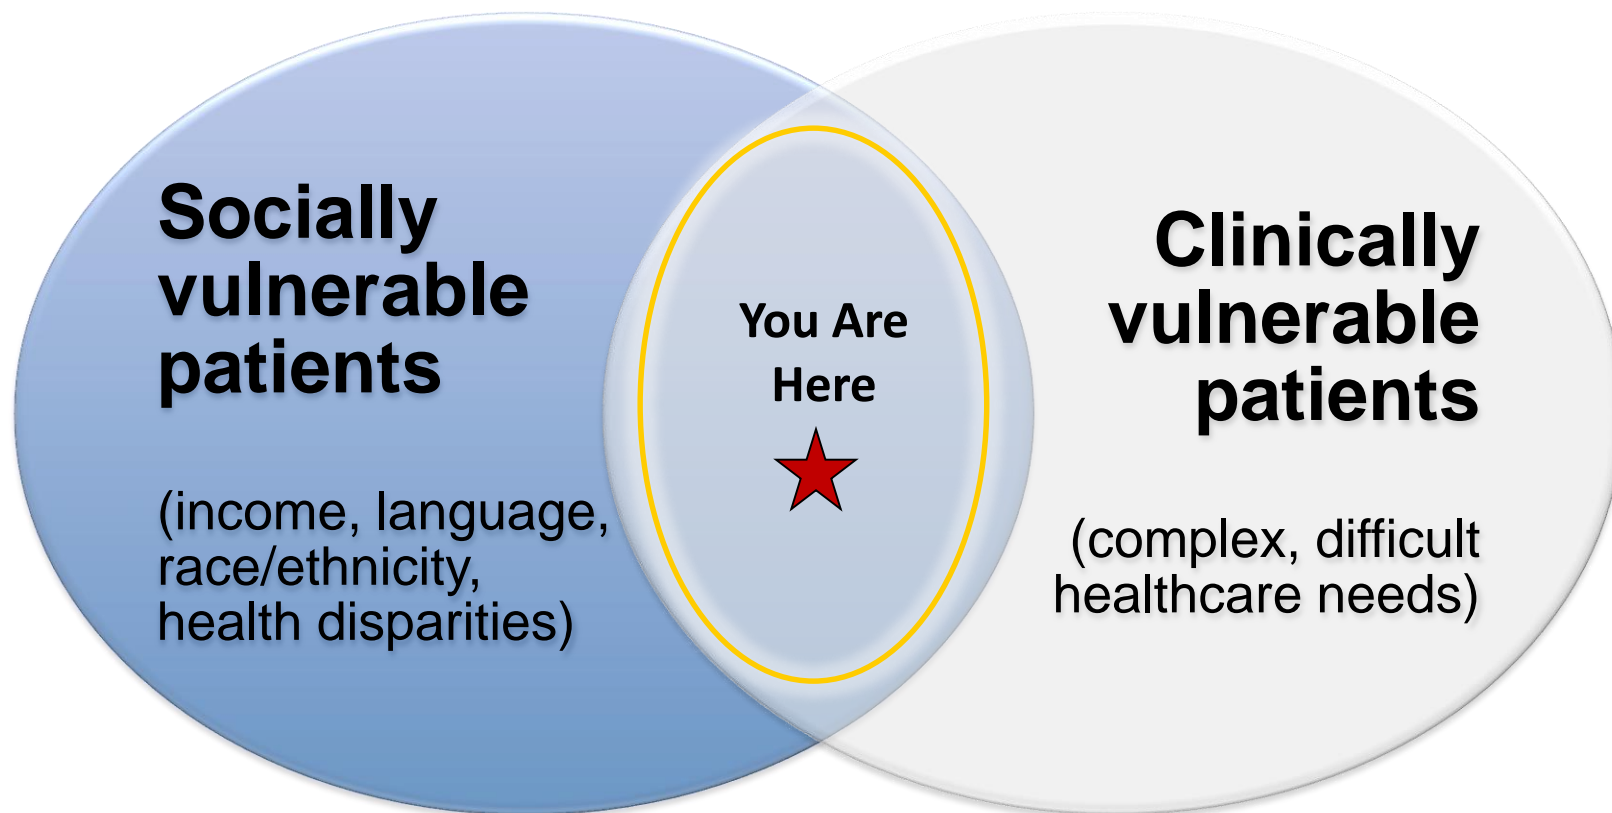 Socially
vulnerable
patients
(income, language,
race/ethnicity,
health disparities)
You Are
Here
Clinically
vulnerable
patients
(complex, difficult
healthcare needs)